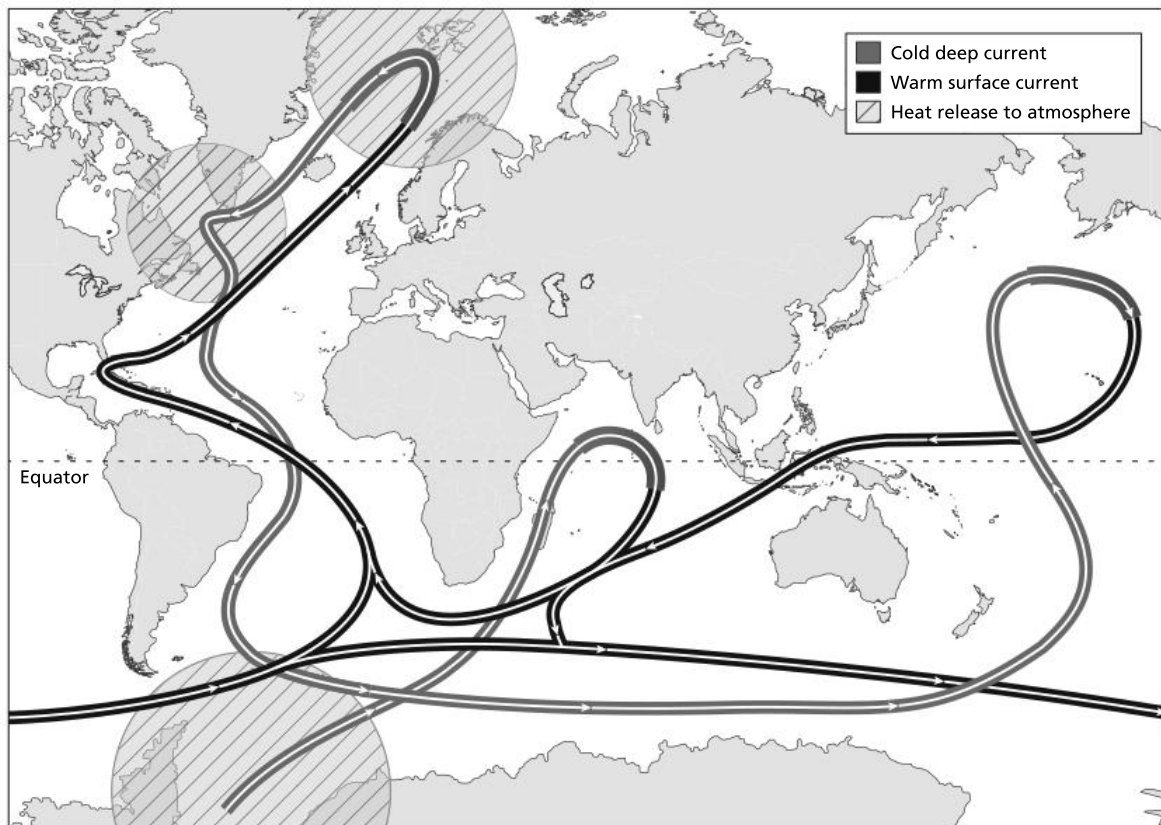 Cold deep current
Warm surface current
Heat release to atmosphere
Equator